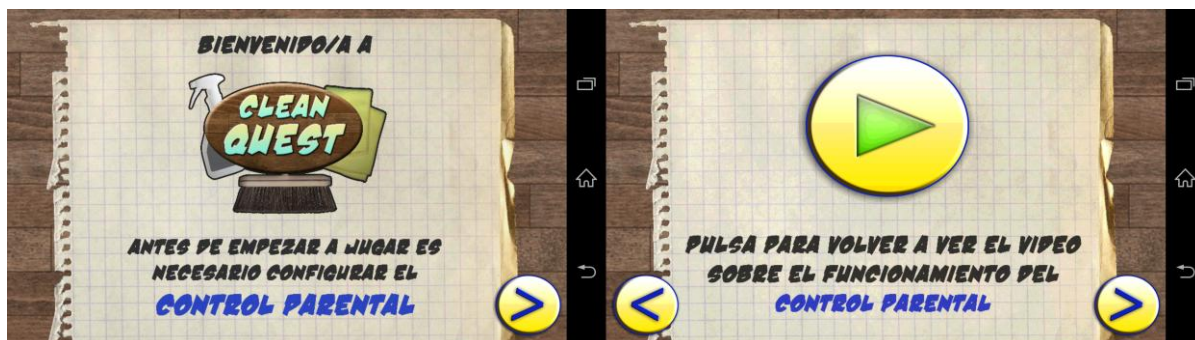 BIENVENIDO/A A
CLEAN
QUEST
ANTES DE EMPEZAR A JUGAR ES
NECESARIO CONFIGURAR EL
CONTROL PARENTAL
>
PULSA PARA VOLVER A VER EL VIDEO
SOBRE EL FUNCIONAMIENTO DEL
CONTROL PARENTAL
<
>